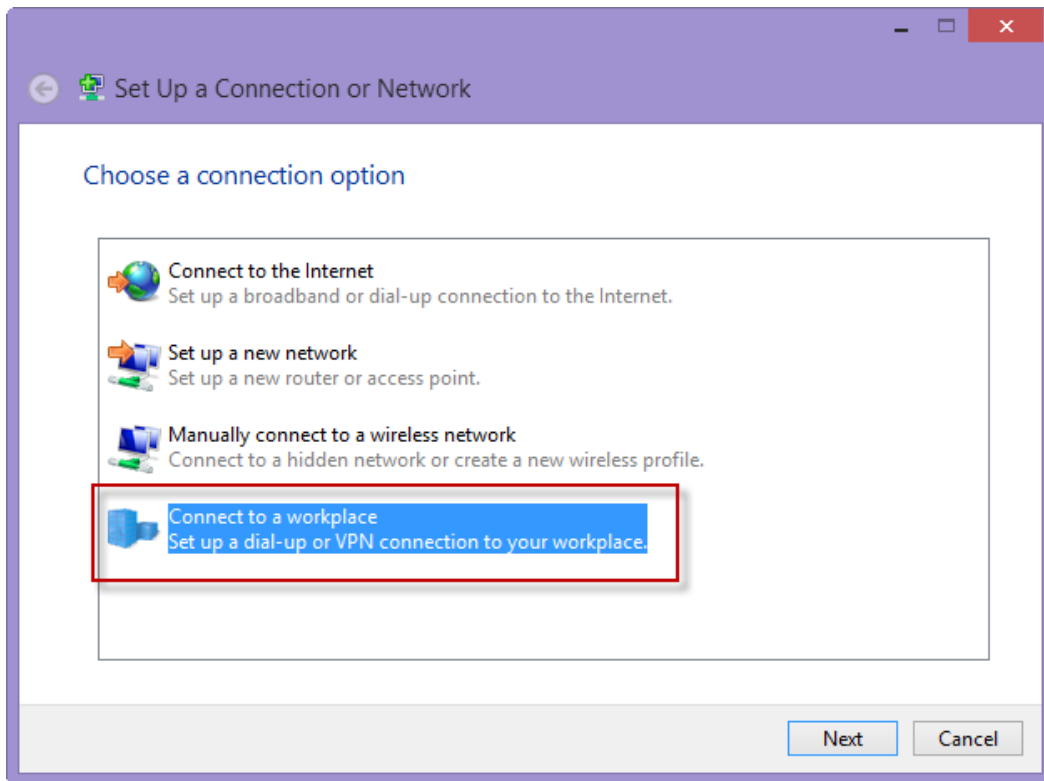 Set Up a Connection or Network
Choose a connection option
Connect to the Internet
Set up a broadband or dial-up connection to the Internet.
Set up a new network
Set up a new router or access point.
Manually connect to a wireless network
Connect to a hidden network or create a new wireless profile.
Connect to a workplace
Set up a dial-up or VPN connection to your workplace.
Next
Cancel